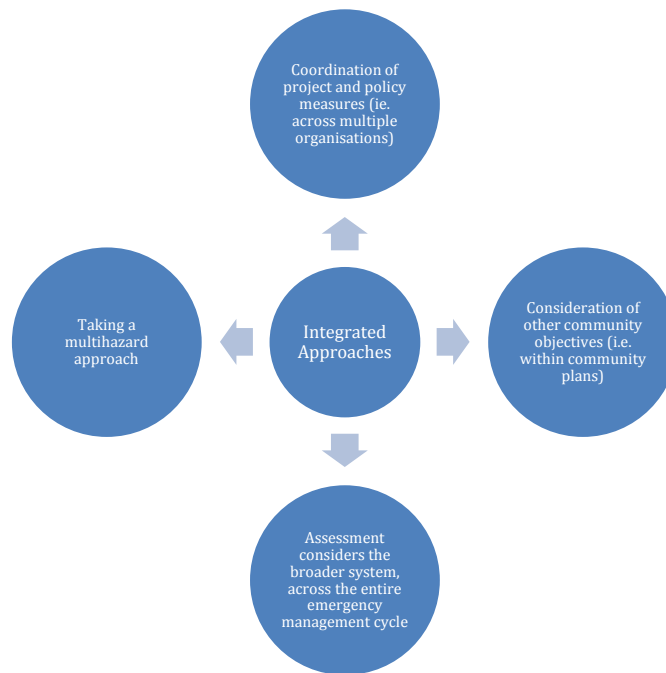 Coordination of
project and policy
measures (ie.
across multiple
organisations)
Taking a
multihazard
approach
Integrated
Approaches
Consideration of
other community
objectives (i.e.
within community
plans)
Assessment
considers the
broader system,
across the entire
emergency
management cycle